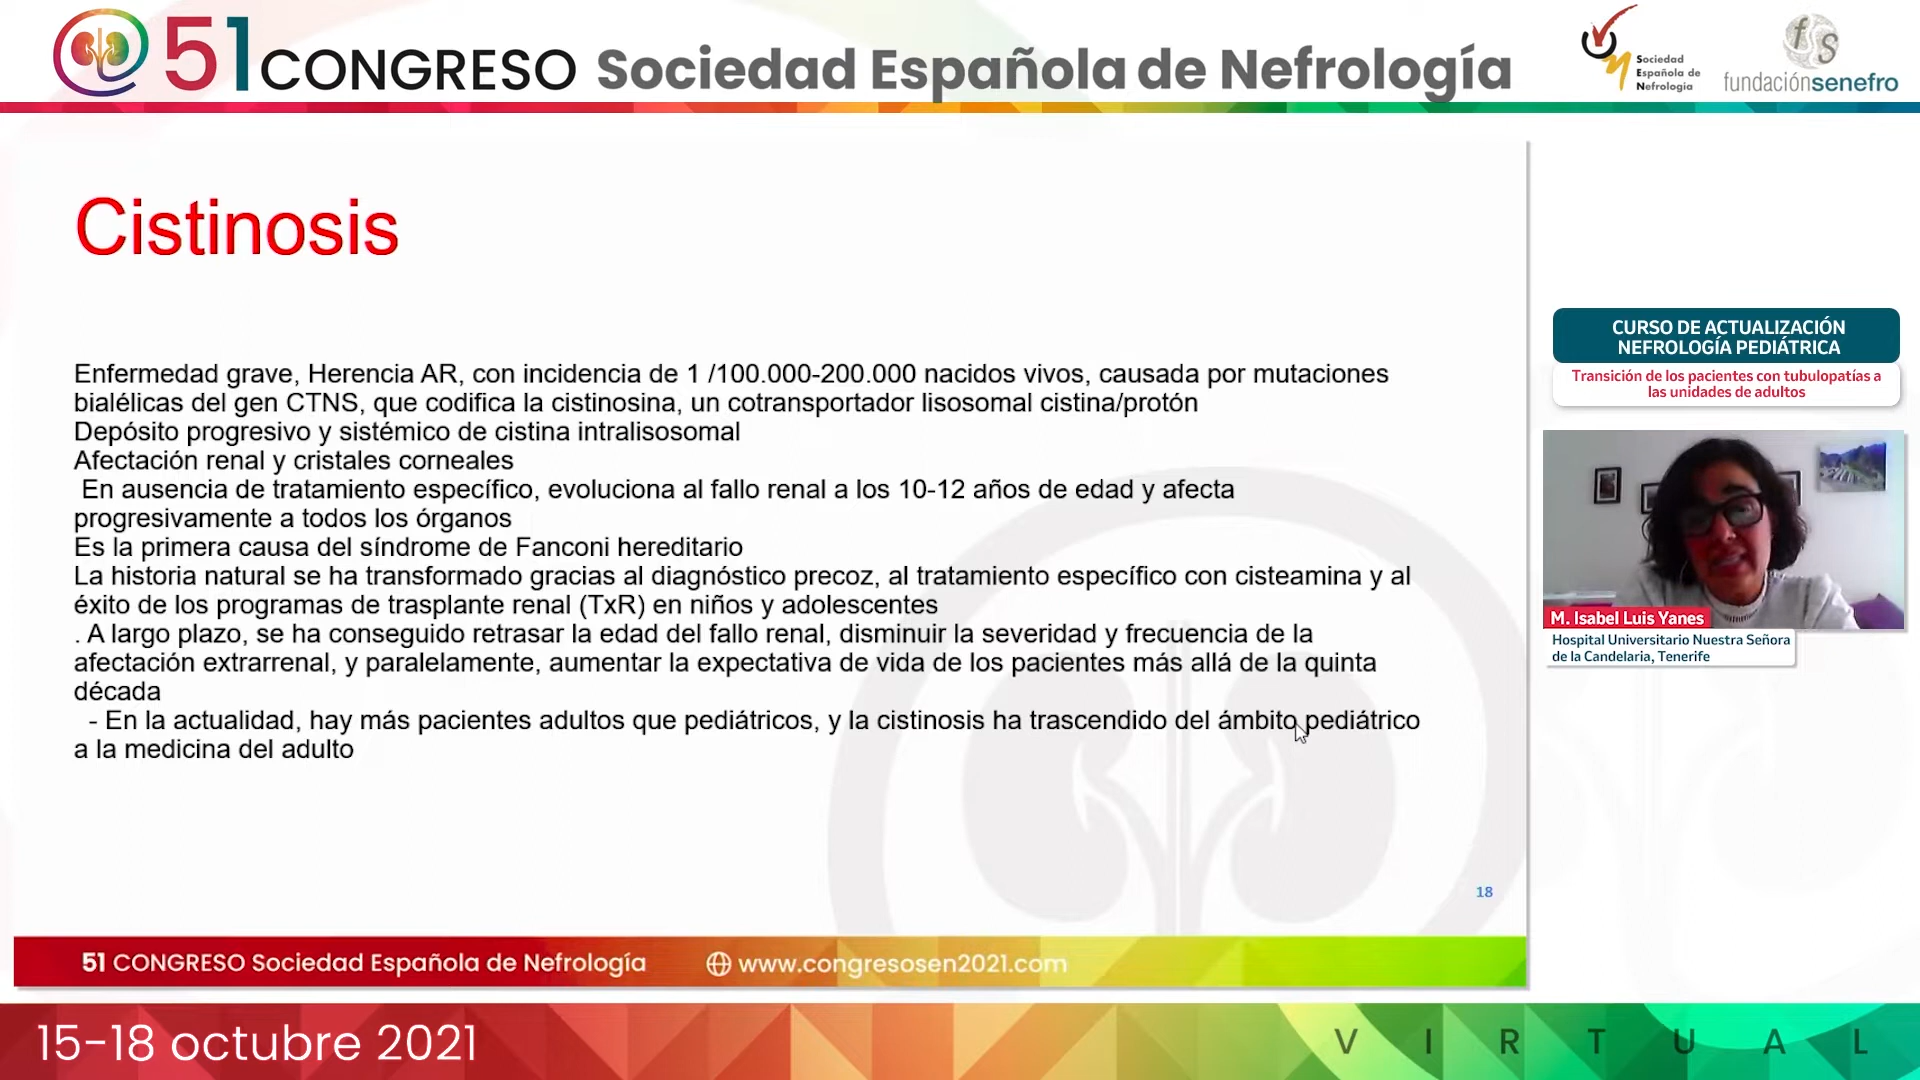 51 CONGRESO Sociedad Española de Nefrología
Sociedad
Española de
Nefrología
fundaciónsenefro
Cistinosis
Enfermedad grave, Herencia AR, con incidencia de 1 /100.000-200.000 nacidos vivos, causada por mutaciones
bialélicas del gen CTNS, que codifica la cistinosina, un cotransportador lisosomal cistina/protón
Depósito progresivo y sistémico de cistina intralisosomal
Afectación renal y cristales corneales
En ausencia de tratamiento específico, evoluciona al fallo renal a los 10-12 años de edad y afecta
progresivamente a todos los órganos
Es la primera causa del síndrome de Fanconi hereditario
La historia natural se ha transformado gracias al diagnóstico precoz, al tratamiento específico con cisteamina y al
éxito de los programas de trasplante renal (TxR) en niños y adolescentes
. A largo plazo, se ha conseguido retrasar la edad del fallo renal, disminuir la severidad y frecuencia de la
afectación extrarrenal, y paralelamente, aumentar la expectativa de vida de los pacientes más allá de la quinta
década
- En la actualidad, hay más pacientes adultos que pediátricos, y la cistinosis ha trascendido del ámbito pediátrico
a la medicina del adulto
18
51 CONGRESO Sociedad Española de Nefrología
www.congresosen2021.com
CURSO DE ACTUALIZACIÓN
NEFROLOGÍA PEDIÁTRICA
Transición de los pacientes con tubulopatías a
las unidades de adultos
M. Isabel Luis Yanes
Hospital Universitario Nuestra Señora
de la Candelaria, Tenerife
15-18 octubre 2021
VIRTUAL